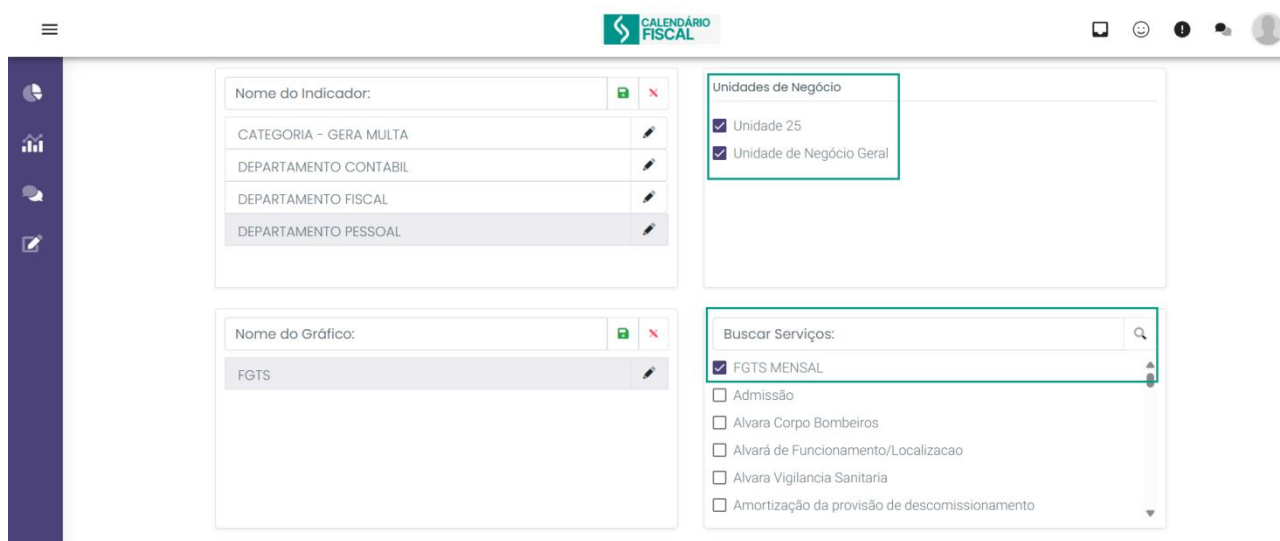 CALENDÁRIO
FISCAL
Nome do Indicador:
CATEGORIA - GERA MULTA
DEPARTAMENTO CONTABIL
DEPARTAMENTO FISCAL
DEPARTAMENTO PESSOAL
Unidades de Negócio
Unidade 25
Unidade de Negócio Geral
Nome do Gráfico:
FGTS
Buscar Serviços:
FGTS MENSAL
Admissão
Alvara Corpo Bombeiros
Alvará de Funcionamento/Localizacao
Alvara Vigilancia Sanitaria
Amortização da provisão de descomissionamento